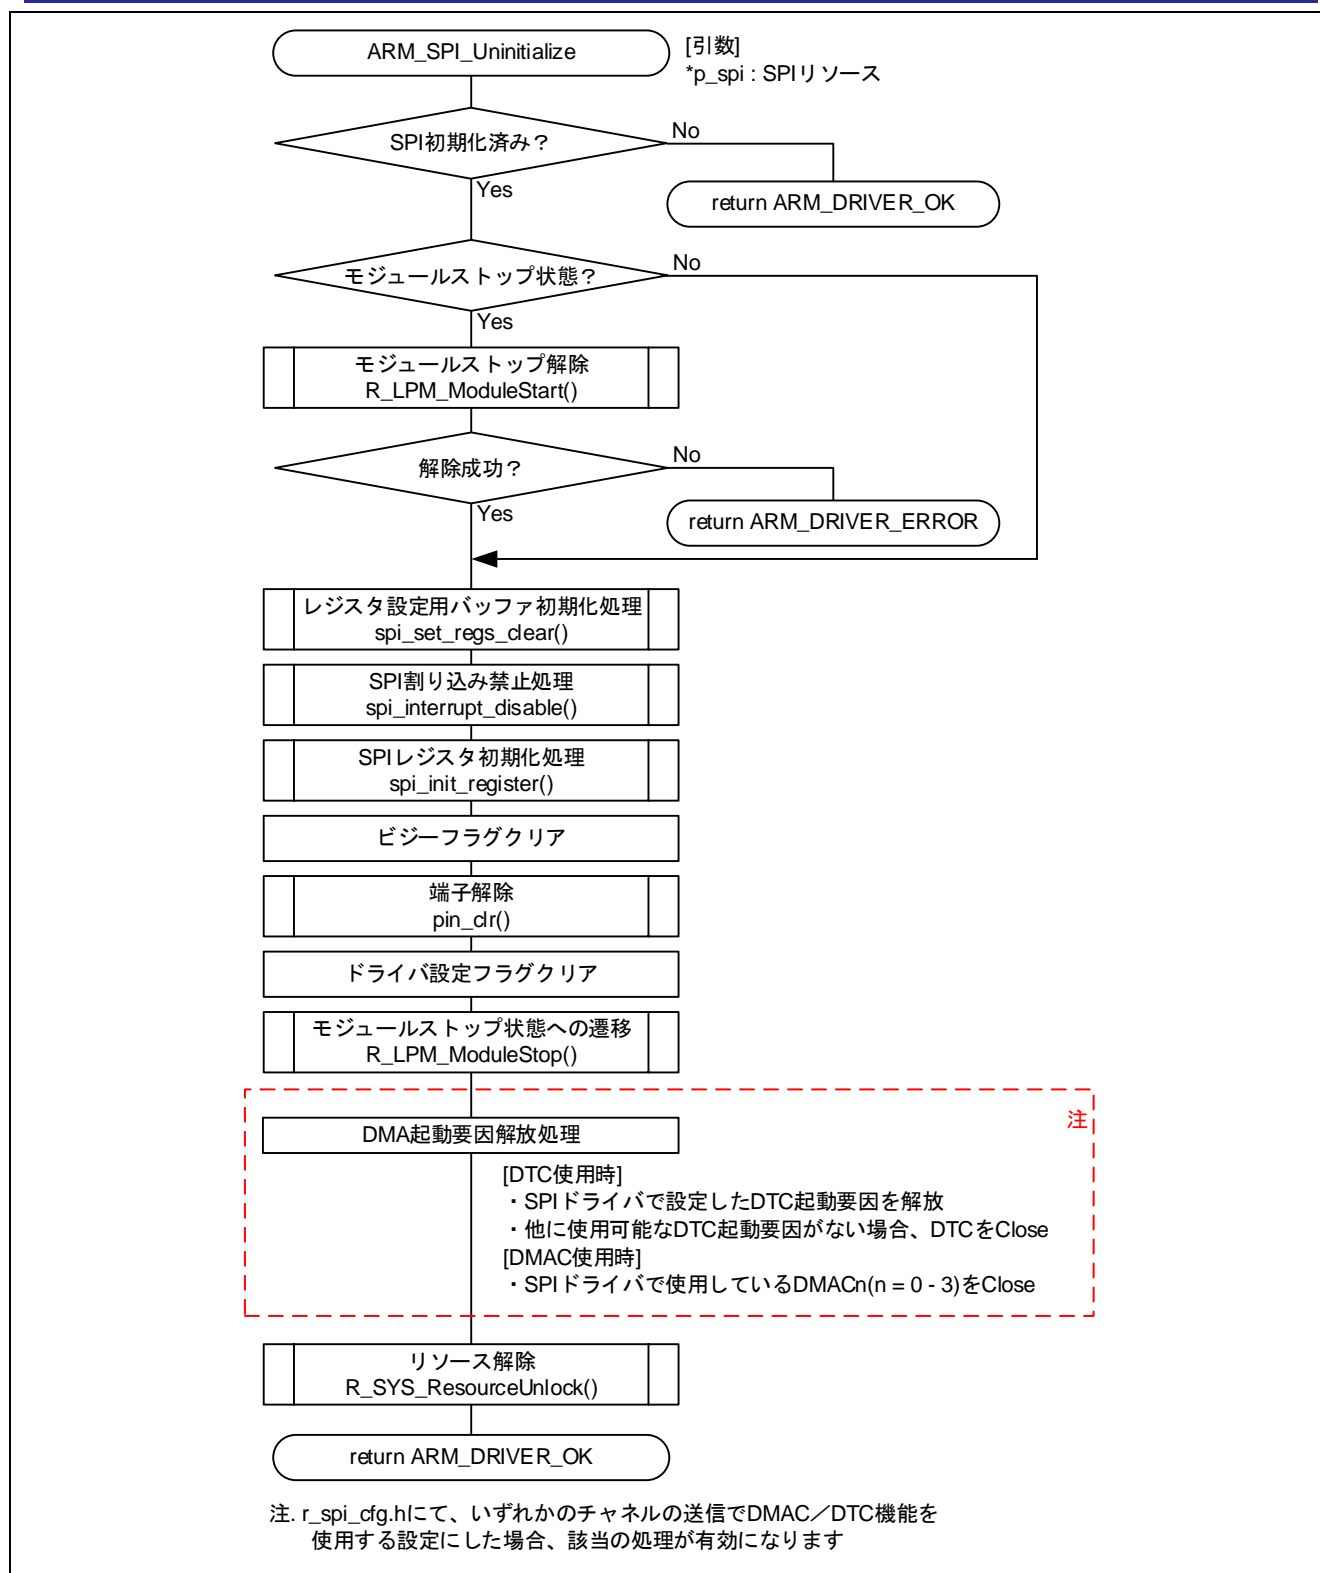 ARM_SPI_Uninitialize
[引数]
*p_spi : SPIリソース
SPI初期化済み？
No
Yes
return ARM_DRIVER_OK
モジュールストップ状態？
No
Yes
モジュールストップ解除
R_LPM_ModuleStart()
解除成功？
No
Yes
return ARM_DRIVER_ERROR
レジスタ設定用バッファ初期化処理
spi_set_regs_clear()
SPI割り込み禁止処理
spi_interrupt_disable()
SPIレジスタ初期化処理
spi_init_register()
ビジーフラグクリア
端子解除
pin_clr()
ドライバ設定フラグクリア
モジュールストップ状態への遷移
R_LPM_ModuleStop()
注
DMA起動要因解放処理
[DTC使用時]
・SPIドライバで設定したDTC起動要因を解放
・他に使用可能なDTC起動要因がない場合、DTCをClose
[DMAC使用時]
・SPIドライバで使用しているDMACn(n = 0 - 3)をClose
リソース解除
R_SYS_ResourceUnlock()
return ARM_DRIVER_OK
注. r_spi_cfg.hにて、いずれかのチャネルの送信でDMAC／DTC機能を
使用する設定にした場合、該当の処理が有効になります